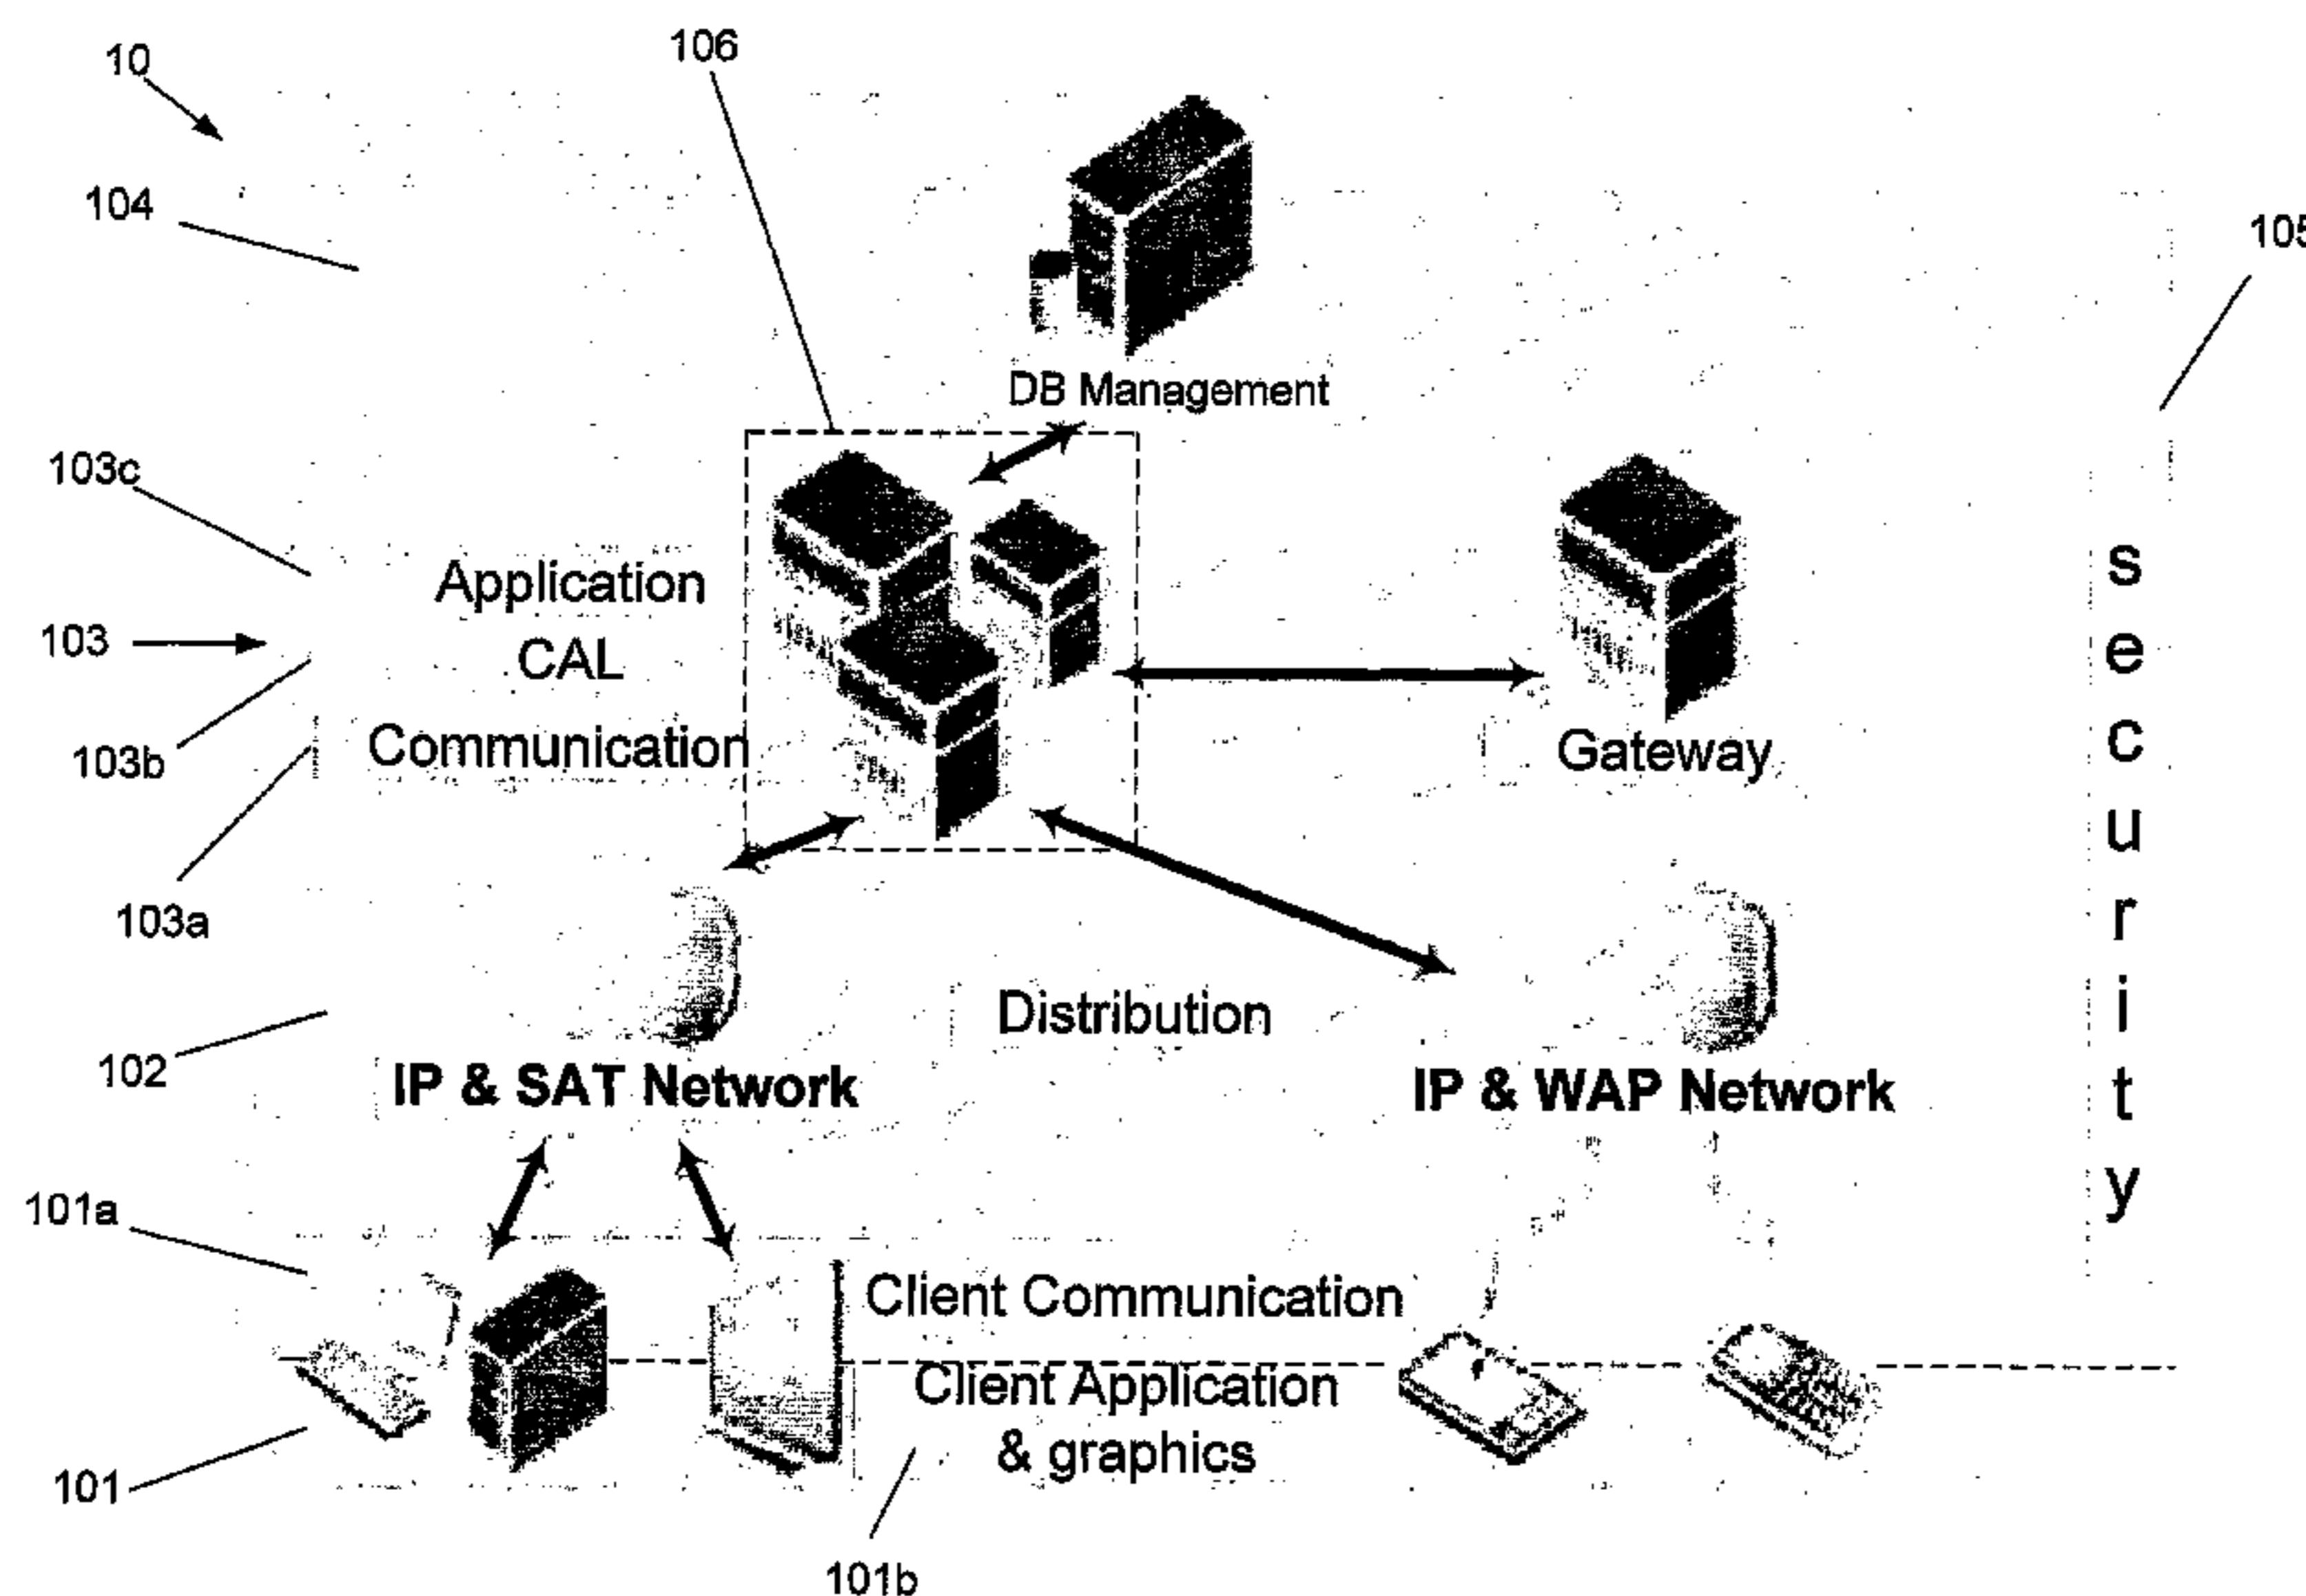 10
106
104
105
DB Management
103c
Application
103
CAL
103b
Communication
Gateway
103a
security
Distribution
102
IP & SAT Network
IP & WAP Network
101a
Client Communication
Client Application
& graphics
101
101b